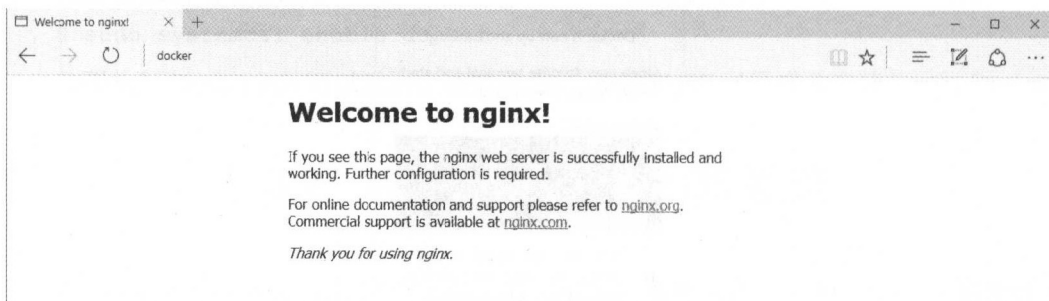 Welcome to nginx!
docker
Welcome to nginx!
If you see this page, the nginx web server is successfully installed and
working. Further configuration is required.
For online documentation and support please refer to nginx.org.
Commercial support is available at nginx.com.
Thank you for using nginx.